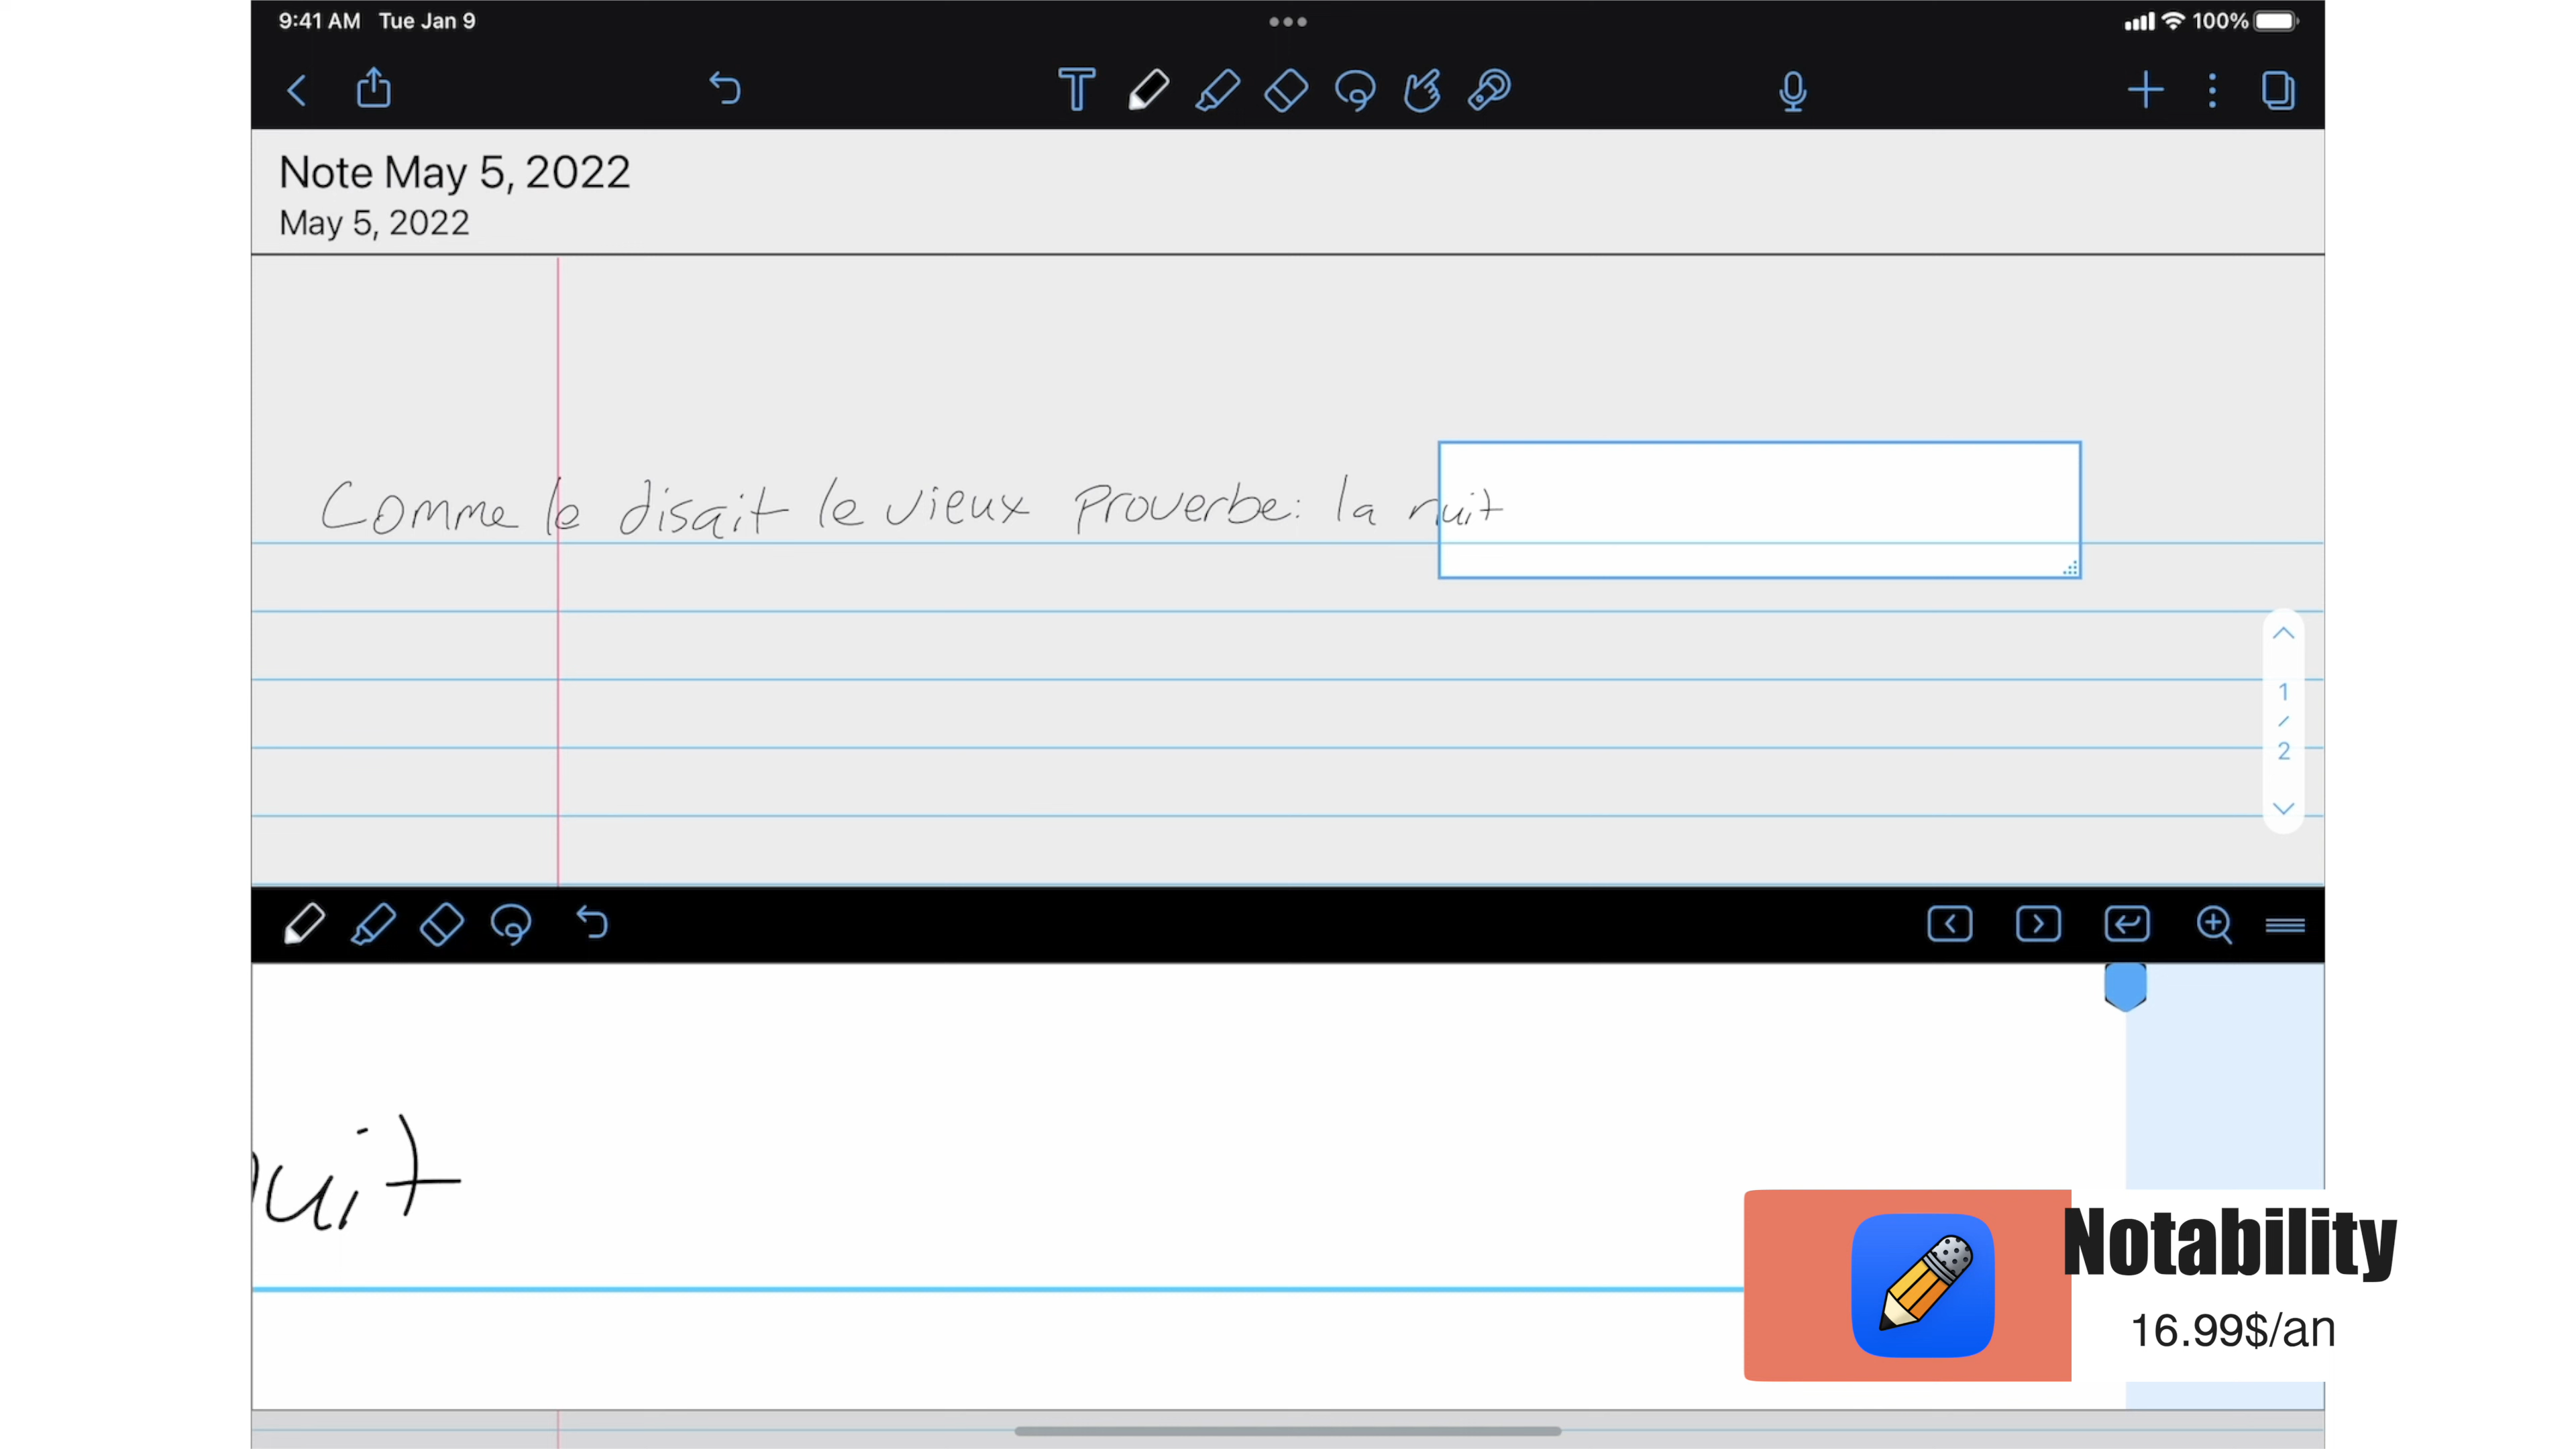 9:41 AM Tue Jan 9
100%
Note May 5, 2022
May 5, 2022
Comme le disait le vieux proverbe: la nuit
1
/
2
nuit
Notability
16.99$/an